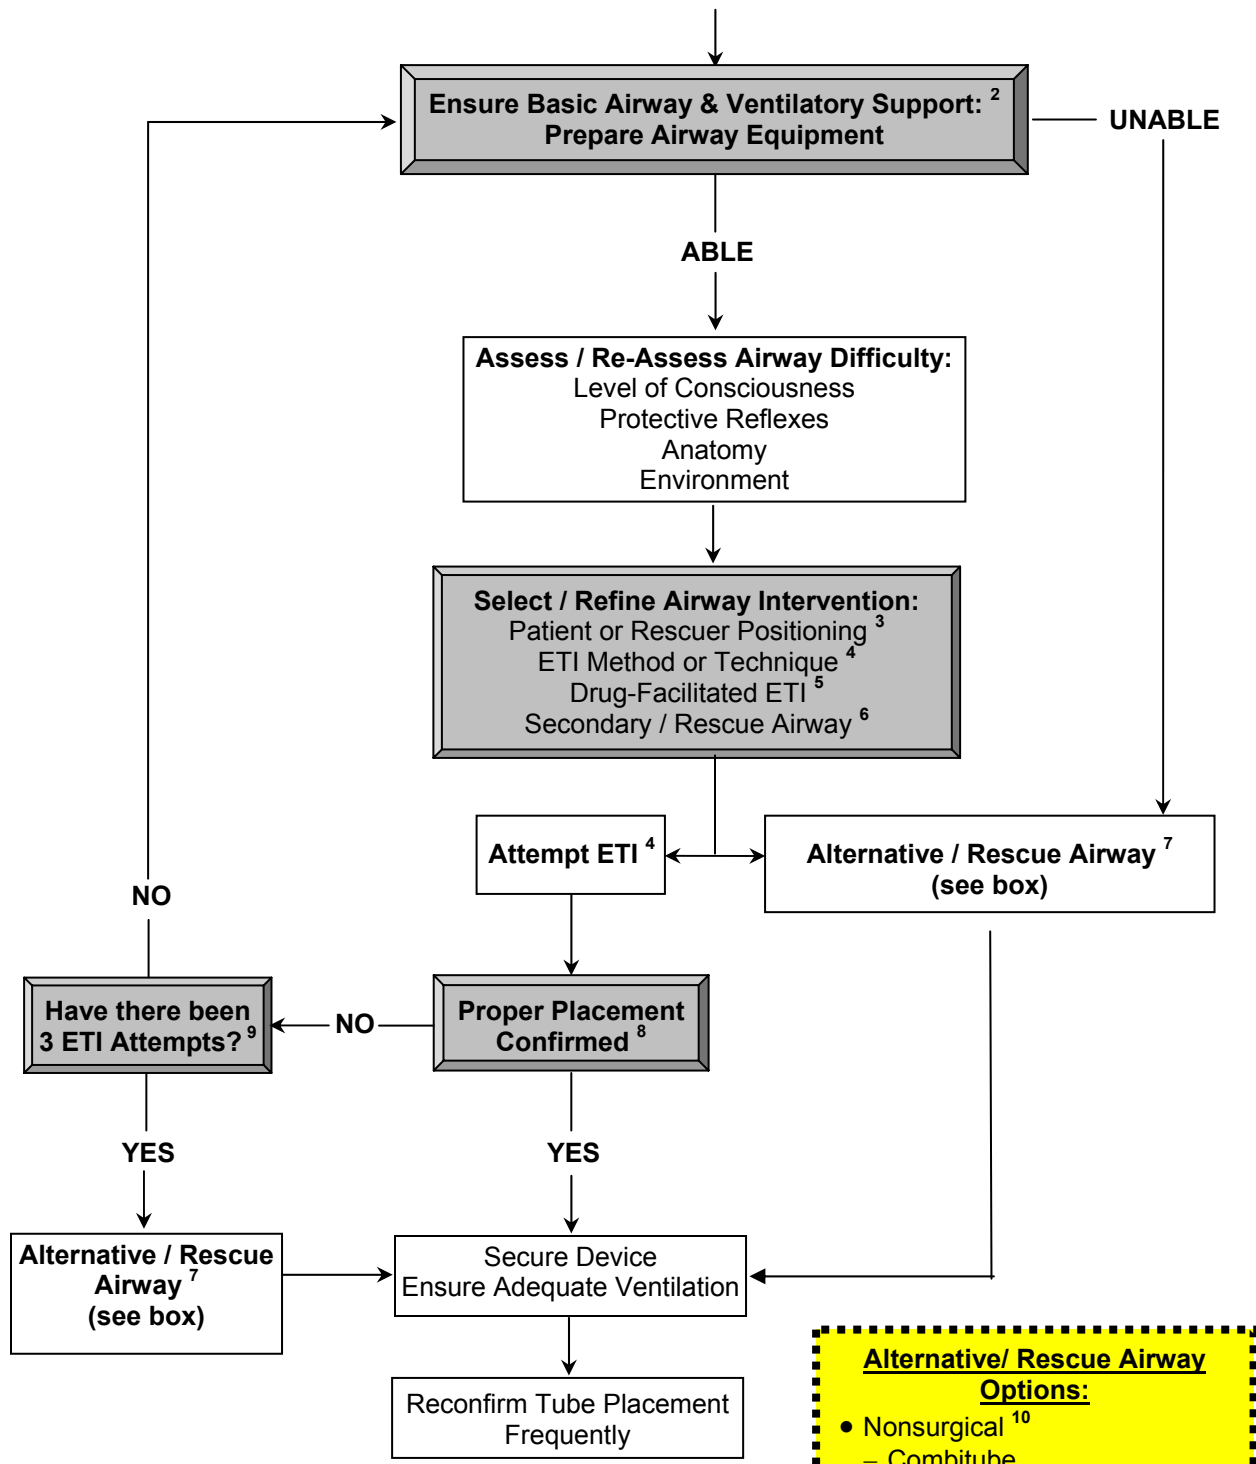 Ensure Basic Airway & Ventilatory Support: 2
Prepare Airway Equipment
UNABLE
ABLE
Assess / Re-Assess Airway Difficulty:
Level of Consciousness
Protective Reflexes
Anatomy
Environment
Select / Refine Airway Intervention:
Patient or Rescuer Positioning 3
ETI Method or Technique 4
Drug-Facilitated ETI 5
Secondary / Rescue Airway 6
Attempt ETI 4
Alternative / Rescue Airway 7
(see box)
NO
Have there been
3 ETI Attempts? 9
NO
Proper Placement
Confirmed 8
YES
YES
Alternative / Rescue
Airway 7
(see box)
Secure Device
Ensure Adequate Ventilation
Reconfirm Tube Placement
Frequently
Alternative/ Rescue Airway
Options:
• Nonsurgical 10
– Combitube